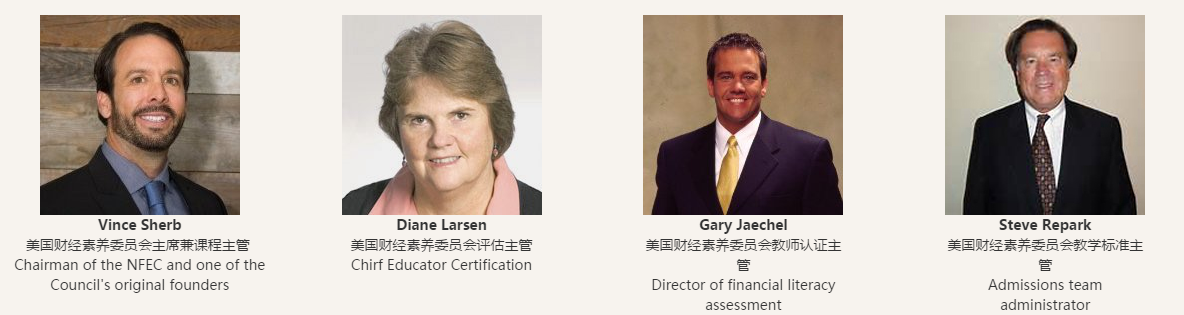 Vince Sherb
美国财经素养委员会主席兼课程主管
Chairman of the NFEC and one of the
Council's original founders
Diane Larsen
美国财经素养委员会评估主管
Chirf Educator Certification
Gary Jaechel
美国财经素养委员会教师认证主
管
Director of financial literacy
assessment
Steve Repark
美国财经素养委员会教学标准主
管
Admissions team
administrator